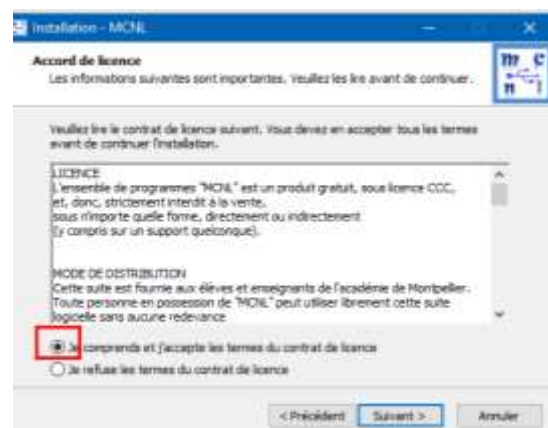 Installation - MCNL
Accord de licence
Les informations suivantes sont importantes. Veuillez les lire avant de continuer.
m c
n l
Veuillez lire le contrat de licence suivant. Vous devez en accepter tous les termes
avant de continuer l'installation.
LICENCE
L'ensemble de programmes "MCNL" est un produit gratuit, sous licence CCC,
et, donc, strictement interdit à la vente,
sous n'importe quelle forme, directement ou indirectement
(y compris sur un support quelconque).
MODE DE DISTRIBUTION
Cette suite est fournie aux élèves et enseignants de l'académie de Montpellier.
Toute personne en possession de "MCNL" peut utiliser librement cette suite
logicielle sans aucune redevance
Je comprends et j'accepte les termes du contrat de licence
Je refuse les termes du contrat de licence
< Précédent
Suivant >
Annuler